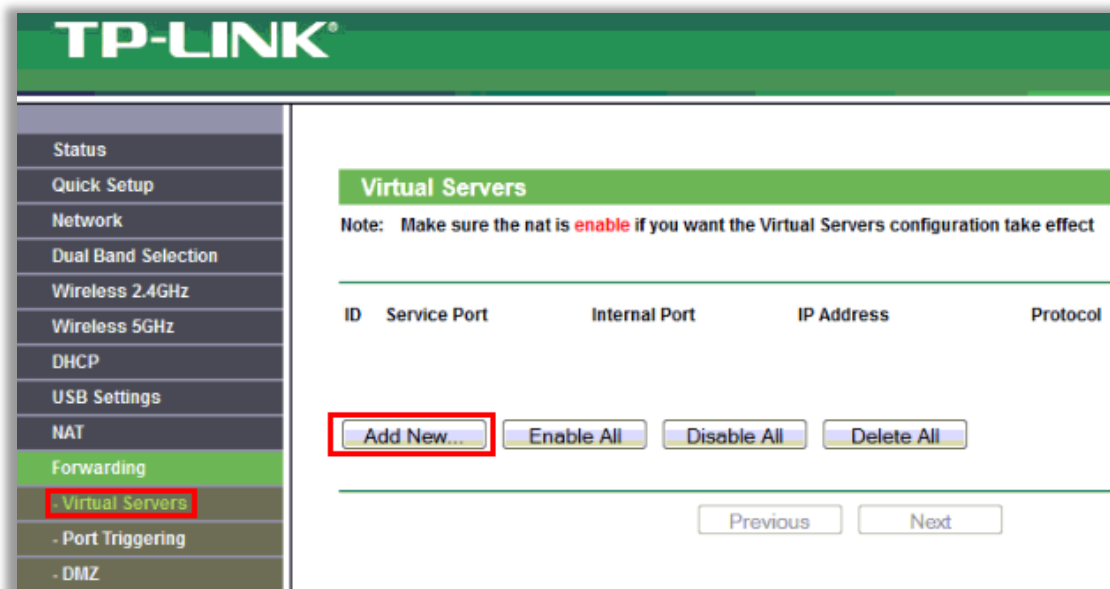 TP-LINK®
Status
Quick Setup
Network
Dual Band Selection
Wireless 2.4GHz
Wireless 5GHz
DHCP
USB Settings
NAT
Forwarding
- Virtual Servers
- Port Triggering
- DMZ
Virtual Servers
Note: Make sure the nat is enable if you want the Virtual Servers configuration take effect
ID Service Port Internal Port IP Address Protocol
Add New... Enable All Disable All Delete All
Previous Next